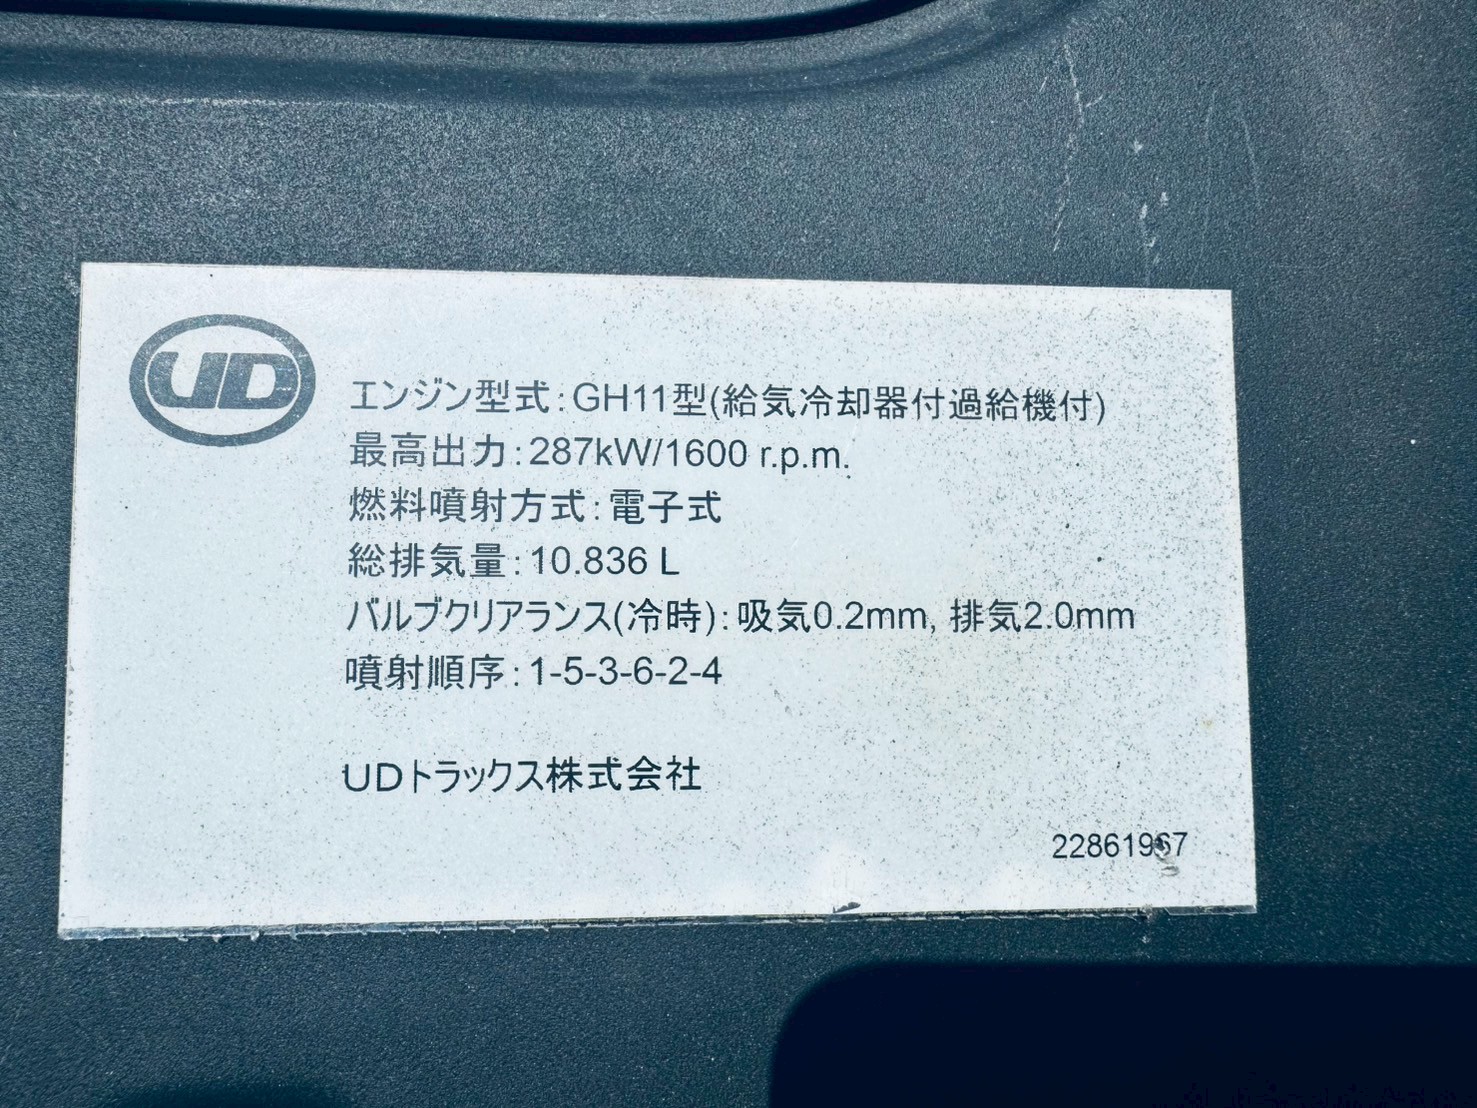 UD
エンジン型式:GH11型(給気冷却器付過給機付)
最高出力:287kW/1600 r.p.m.
燃料噴射方式:電子式
総排気量:10.836 L
バルブクリアランス(冷時):吸気0.2mm, 排気2.0mm
噴射順序:1-5-3-6-2-4
UDトラックス株式会社
22861967